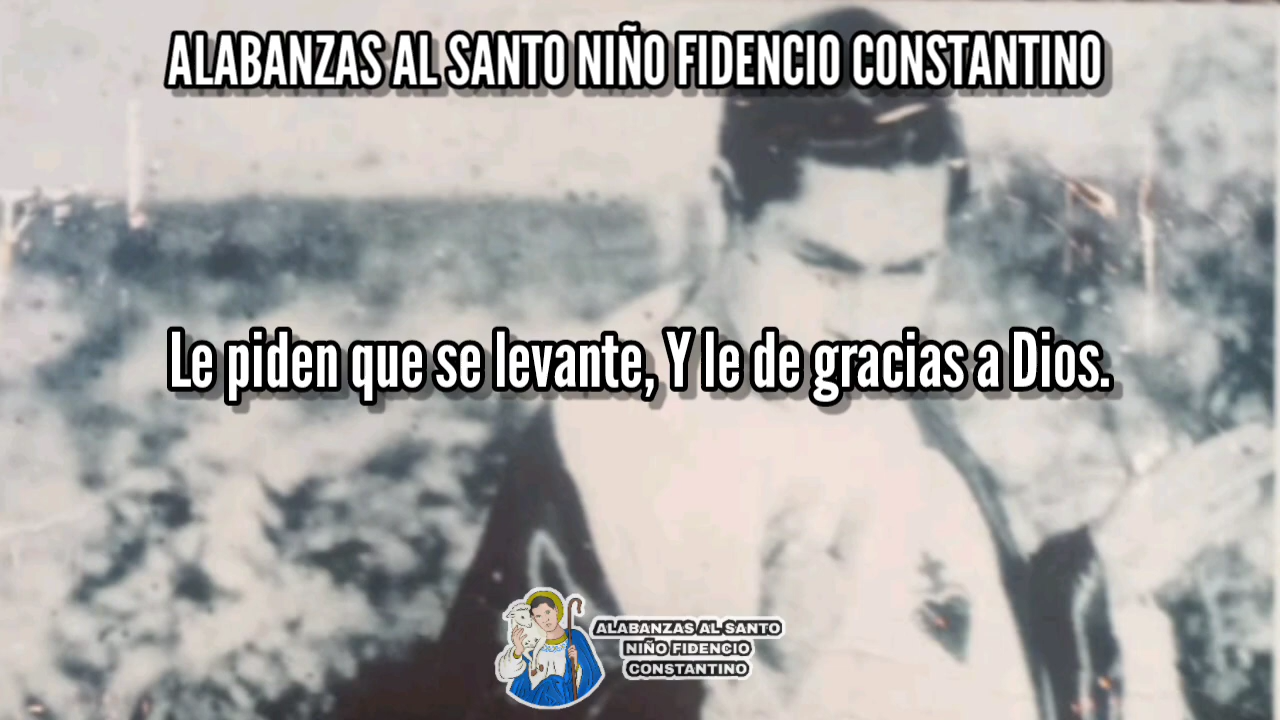 ALABANZAS AL SANTO NIÑO FIDENCIO CONSTANTINO
Le piden que se levante, Y le de gracias a Dios.
ALABANZAS AL SANTO
NIÑO FIDENCIO
CONSTANTINO